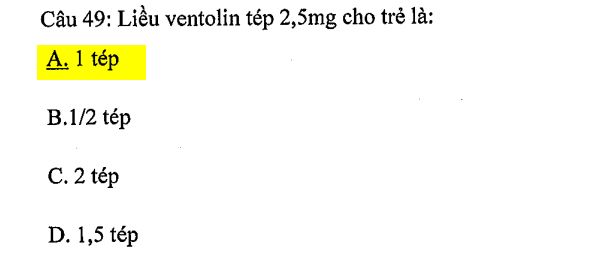 Câu 49: Liều ventolin tép 2,5mg cho trẻ là:
A. 1 tép
B.1/2 tép
C. 2 tép
D. 1,5 tép